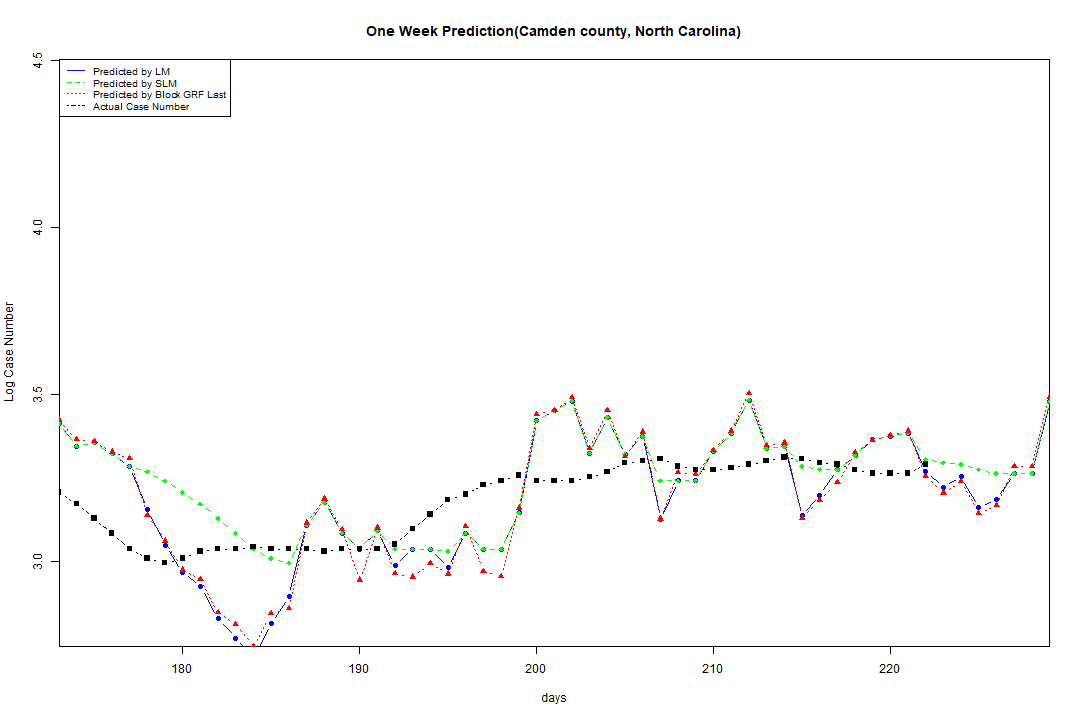 One Week Prediction(Camden county, North Carolina)
4.5
Predicted by LM
Predicted by SLM
Predicted by Block GRF Last
Actual Case Number
4.0
Log Case Number
3.5
3.0
180 190 200 210 220
days